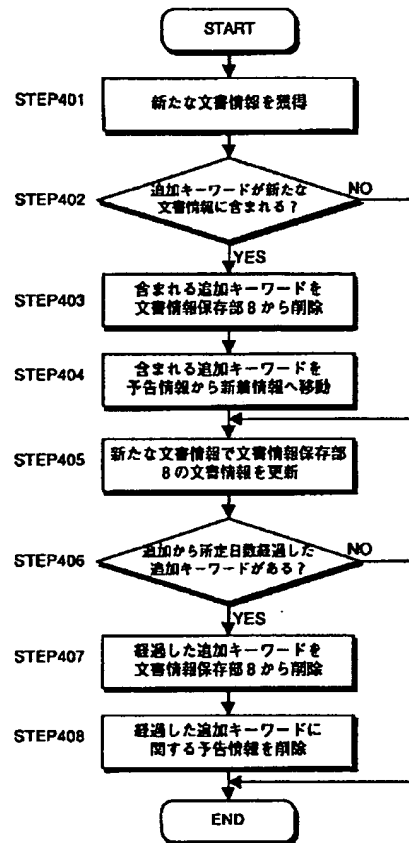 START
STEP401
新たな文書情報を獲得
STEP402
追加キーワードが新たな
文書情報に含まれる?
NO
YES
STEP403
含まれる追加キーワードを
文書情報保存部8から削除
STEP404
含まれる追加キーワードを
予告情報から新着情報へ移動
STEP405
新たな文書情報で文書情報保存部
8の文書情報を更新
STEP406
追加から所定日数経過した
追加キーワードがある?
NO
YES
STEP407
経過した追加キーワードを
文書情報保存部8から削除
STEP408
経過した追加キーワードに
関する予告情報を削除
END